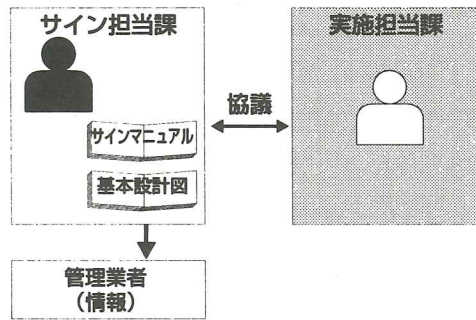 サイン担当課
実施担当課
協議
サインマニュアル
基本設計図
管理業者
(情報)